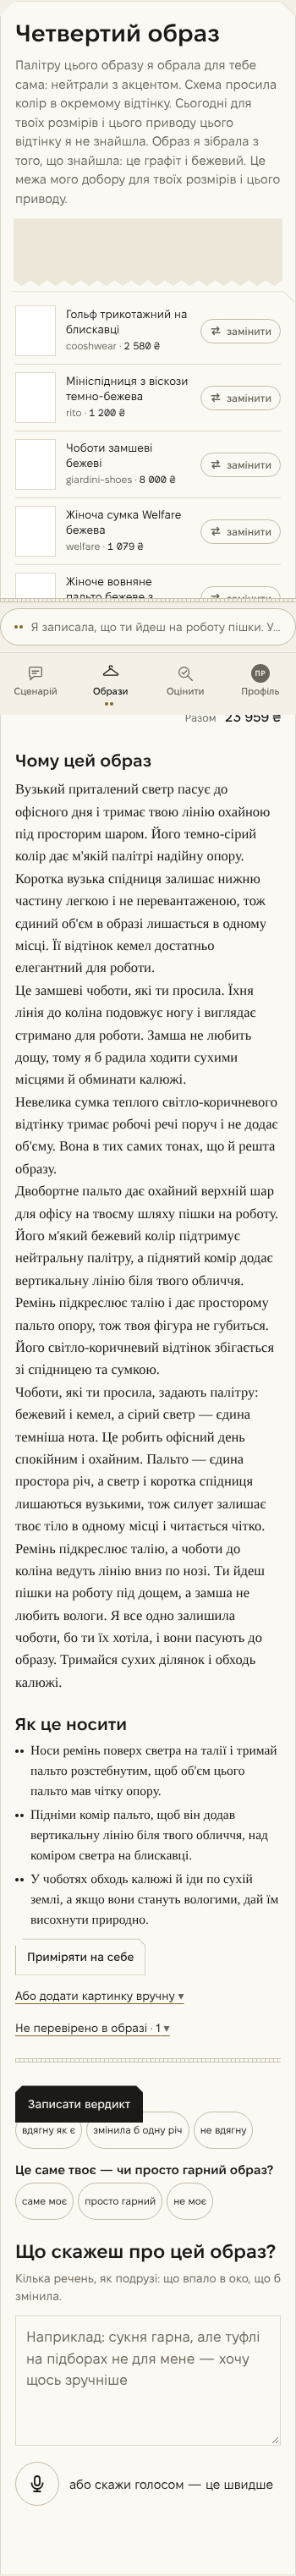 Четвертий образ
Палітру цього образу я обрала для тебе
сама: нейтрали з акцентом. Схема просила
колір в окремому відтінку. Сьогодні для
твоїх розмірів і цього приводу цього
відтінку я не знайшла. Образ я зібрала з
того, що знайшла: це графіт і бежевий. Це
межа мого добору для твоїх розмірів і цього
приводу.
Гольф трикотажний на
блискавці
cooshwear · 2 580 ₴
замінити
Мініспідниця з віскози
темно-бежева
rito · 1 200 ₴
замінити
Чоботи замшеві
бежеві
giardini-shoes · 8 000 ₴
замінити
Жіноча сумка Welfare
бежева
welfare · 1 079 ₴
замінити
Жіноче вовняне
пальто бежеве з
замінити
•• Я записала, що ти йдеш на роботу пішки. У...
Сценарій
Образи
Оцінити
ПР
Профіль
Разом 23 959 ₴
Чому цей образ
Вузький приталений светр пасує до
офісного дня і тримає твою лінію охайною
під просторим шаром. Його темно-сірий
колір дає м'якій палітрі надійну опору.
Коротка вузька спідниця залишає нижню
частину легкою і не перевантаженою, тож
єдиний об'єм в образі лишається в одному
місці. Її відтінок кемел достатньо
елегантний для роботи.
Це замшеві чоботи, які ти просила. Їхня
лінія до коліна подовжує ногу і виглядає
стримано для роботи. Замша не любить
дощу, тому я б радила ходити сухими
місцями й обминати калюжі.
Невелика сумка теплого світло-коричневого
відтінку тримає робочі речі поруч і не додає
об'єму. Вона в тих самих тонах, що й решта
образу.
Двобортне пальто дає охайний верхній шар
для офісу на твоєму шляху пішки на роботу.
Його м'який бежевий колір підтримує
нейтральну палітру, а піднятий комір додає
вертикальну лінію біля твого обличчя.
Ремінь підкреслює талію і дає просторому
пальто опору, тож твоя фігура не губиться.
Його світло-коричневий відтінок збігається
зі спідницею та сумкою.
Чоботи, які ти просила, задають палітру:
бежевий і кемел, а сірий светр — єдина
темніша нота. Це робить офісний день
спокійним і охайним. Пальто — єдина
простора річ, а светр і коротка спідниця
лишаються вузькими, тож силует залишає
твоє тіло в одному місці і читається чітко.
Ремінь підкреслює талію, а чоботи до
коліна ведуть лінію вниз по нозі. Ти йдеш
пішки на роботу під дощем, а замша не
любить вологи. Я все одно залишила
чоботи, бо ти їх хотіла, і вони пасують до
образу. Тримайся сухих ділянок і обходь
калюжі.
Як це носити
•• Носи ремінь поверх светра на талії і тримай
пальто розстебнутим, щоб об'єм цього
пальто мав чітку опору.
•• Підніми комір пальто, щоб він додав
вертикальну лінію біля твого обличчя, над
коміром светра на блискавці.
•• У чоботях обходь калюжі й іди по сухій
землі, а якщо вони стануть вологими, дай їм
висохнути природно.
Приміряти на себе
Або додати картинку вручну ▾
Не перевірено в образі · 1 ▾
Записати вердикт
вдягну як є
змінила б одну річ
не вдягну
Це саме твоє — чи просто гарний образ?
саме моє
просто гарний
не моє
Що скажеш про цей образ?
Кілька речень, як подрузі: що впало в око, що б
змінила.
Наприклад: сукня гарна, але туфлі
на підборах не для мене — хочу
щось зручніше
або скажи голосом — це швидше